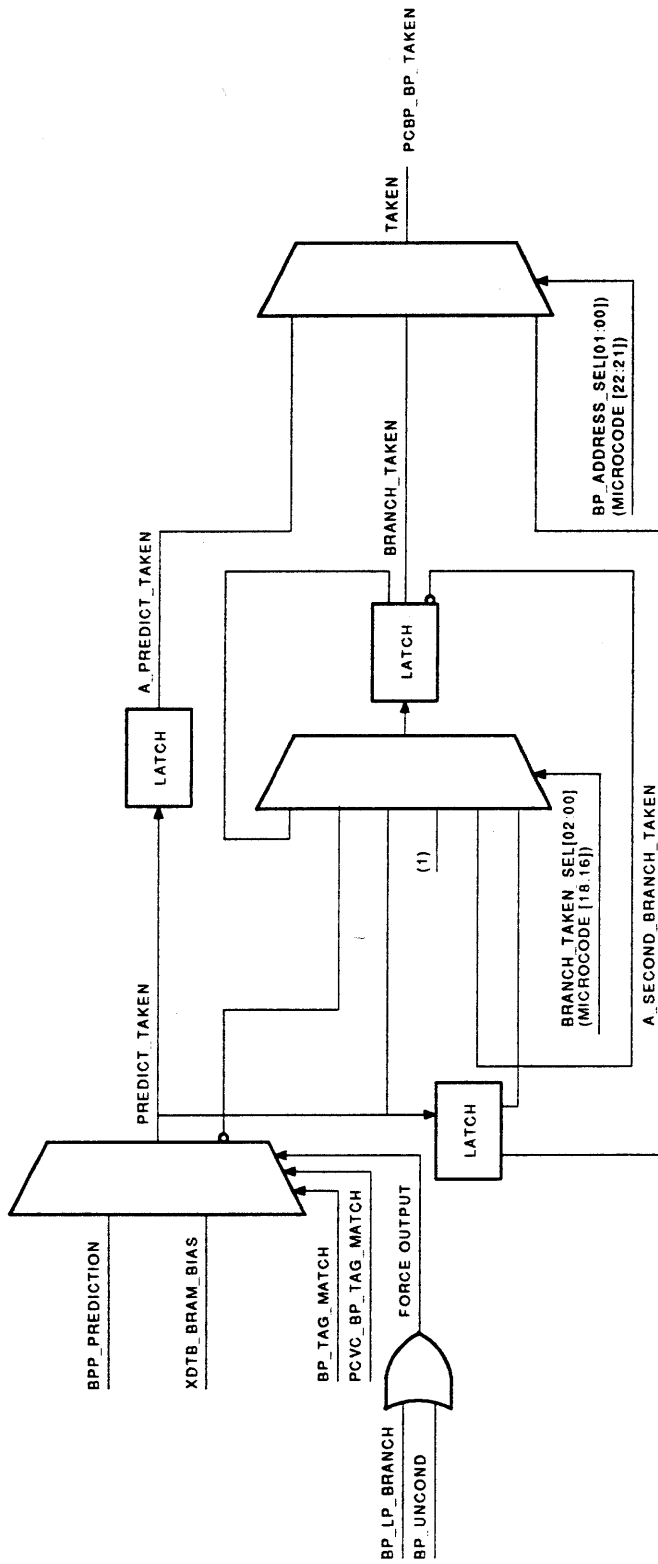 BPP_PREDICTION
XDTB_BRAM_BIAS
BP_TAG_MATCH
PCVC_BP_TAG_MATCH
BP_LP_BRANCH
BP_UNCOND
FORCE OUTPUT
PREDICT_TAKEN
LATCH
A_PREDICT_TAKEN
LATCH
(1)
BRANCH_TAKEN_SEL[02:00]
(MICROCODE [18:16])
LATCH
BRANCH_TAKEN
A_SECOND_BRANCH_TAKEN
BP_ADDRESS_SEL[01:00])
(MICROCODE [22:21])
TAKEN
PCBP_BP_TAKEN